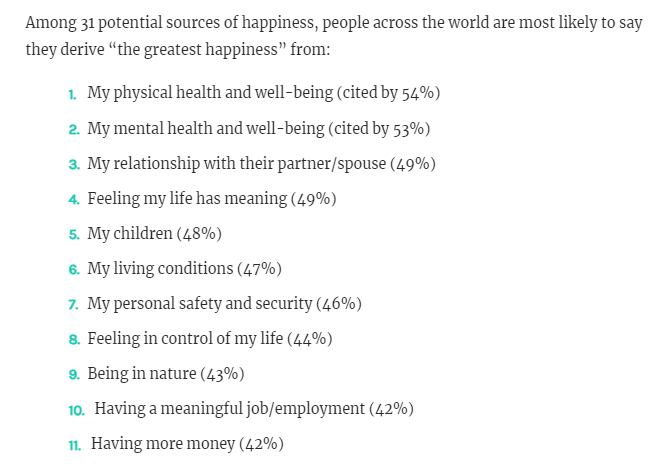 Among 31 potential sources of happiness, people across the world are most likely to say
they derive “the greatest happiness” from:
1. My physical health and well-being (cited by 54%)
2. My mental health and well-being (cited by 53%)
3. My relationship with their partner/spouse (49%)
4. Feeling my life has meaning (49%)
5. My children (48%)
6. My living conditions (47%)
7. My personal safety and security (46%)
8. Feeling in control of my life (44%)
9. Being in nature (43%)
10. Having a meaningful job/employment (42%)
11. Having more money (42%)